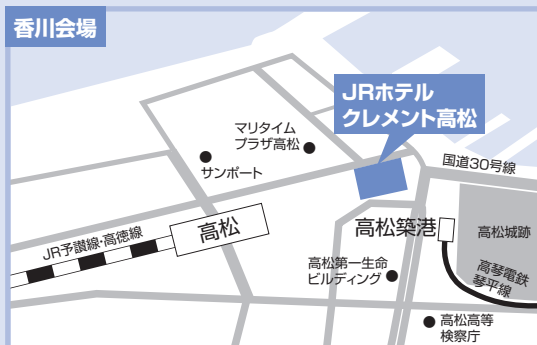 香川会場
JRホテル
クレメント高松
マリタイム
プラザ高松
サンポート
国道30号線
高松
JR予讃線・高徳線
高松築港
高松城跡
高松第一生命
ビルディング
高琴電鉄
琴平線
高松高等
検察庁